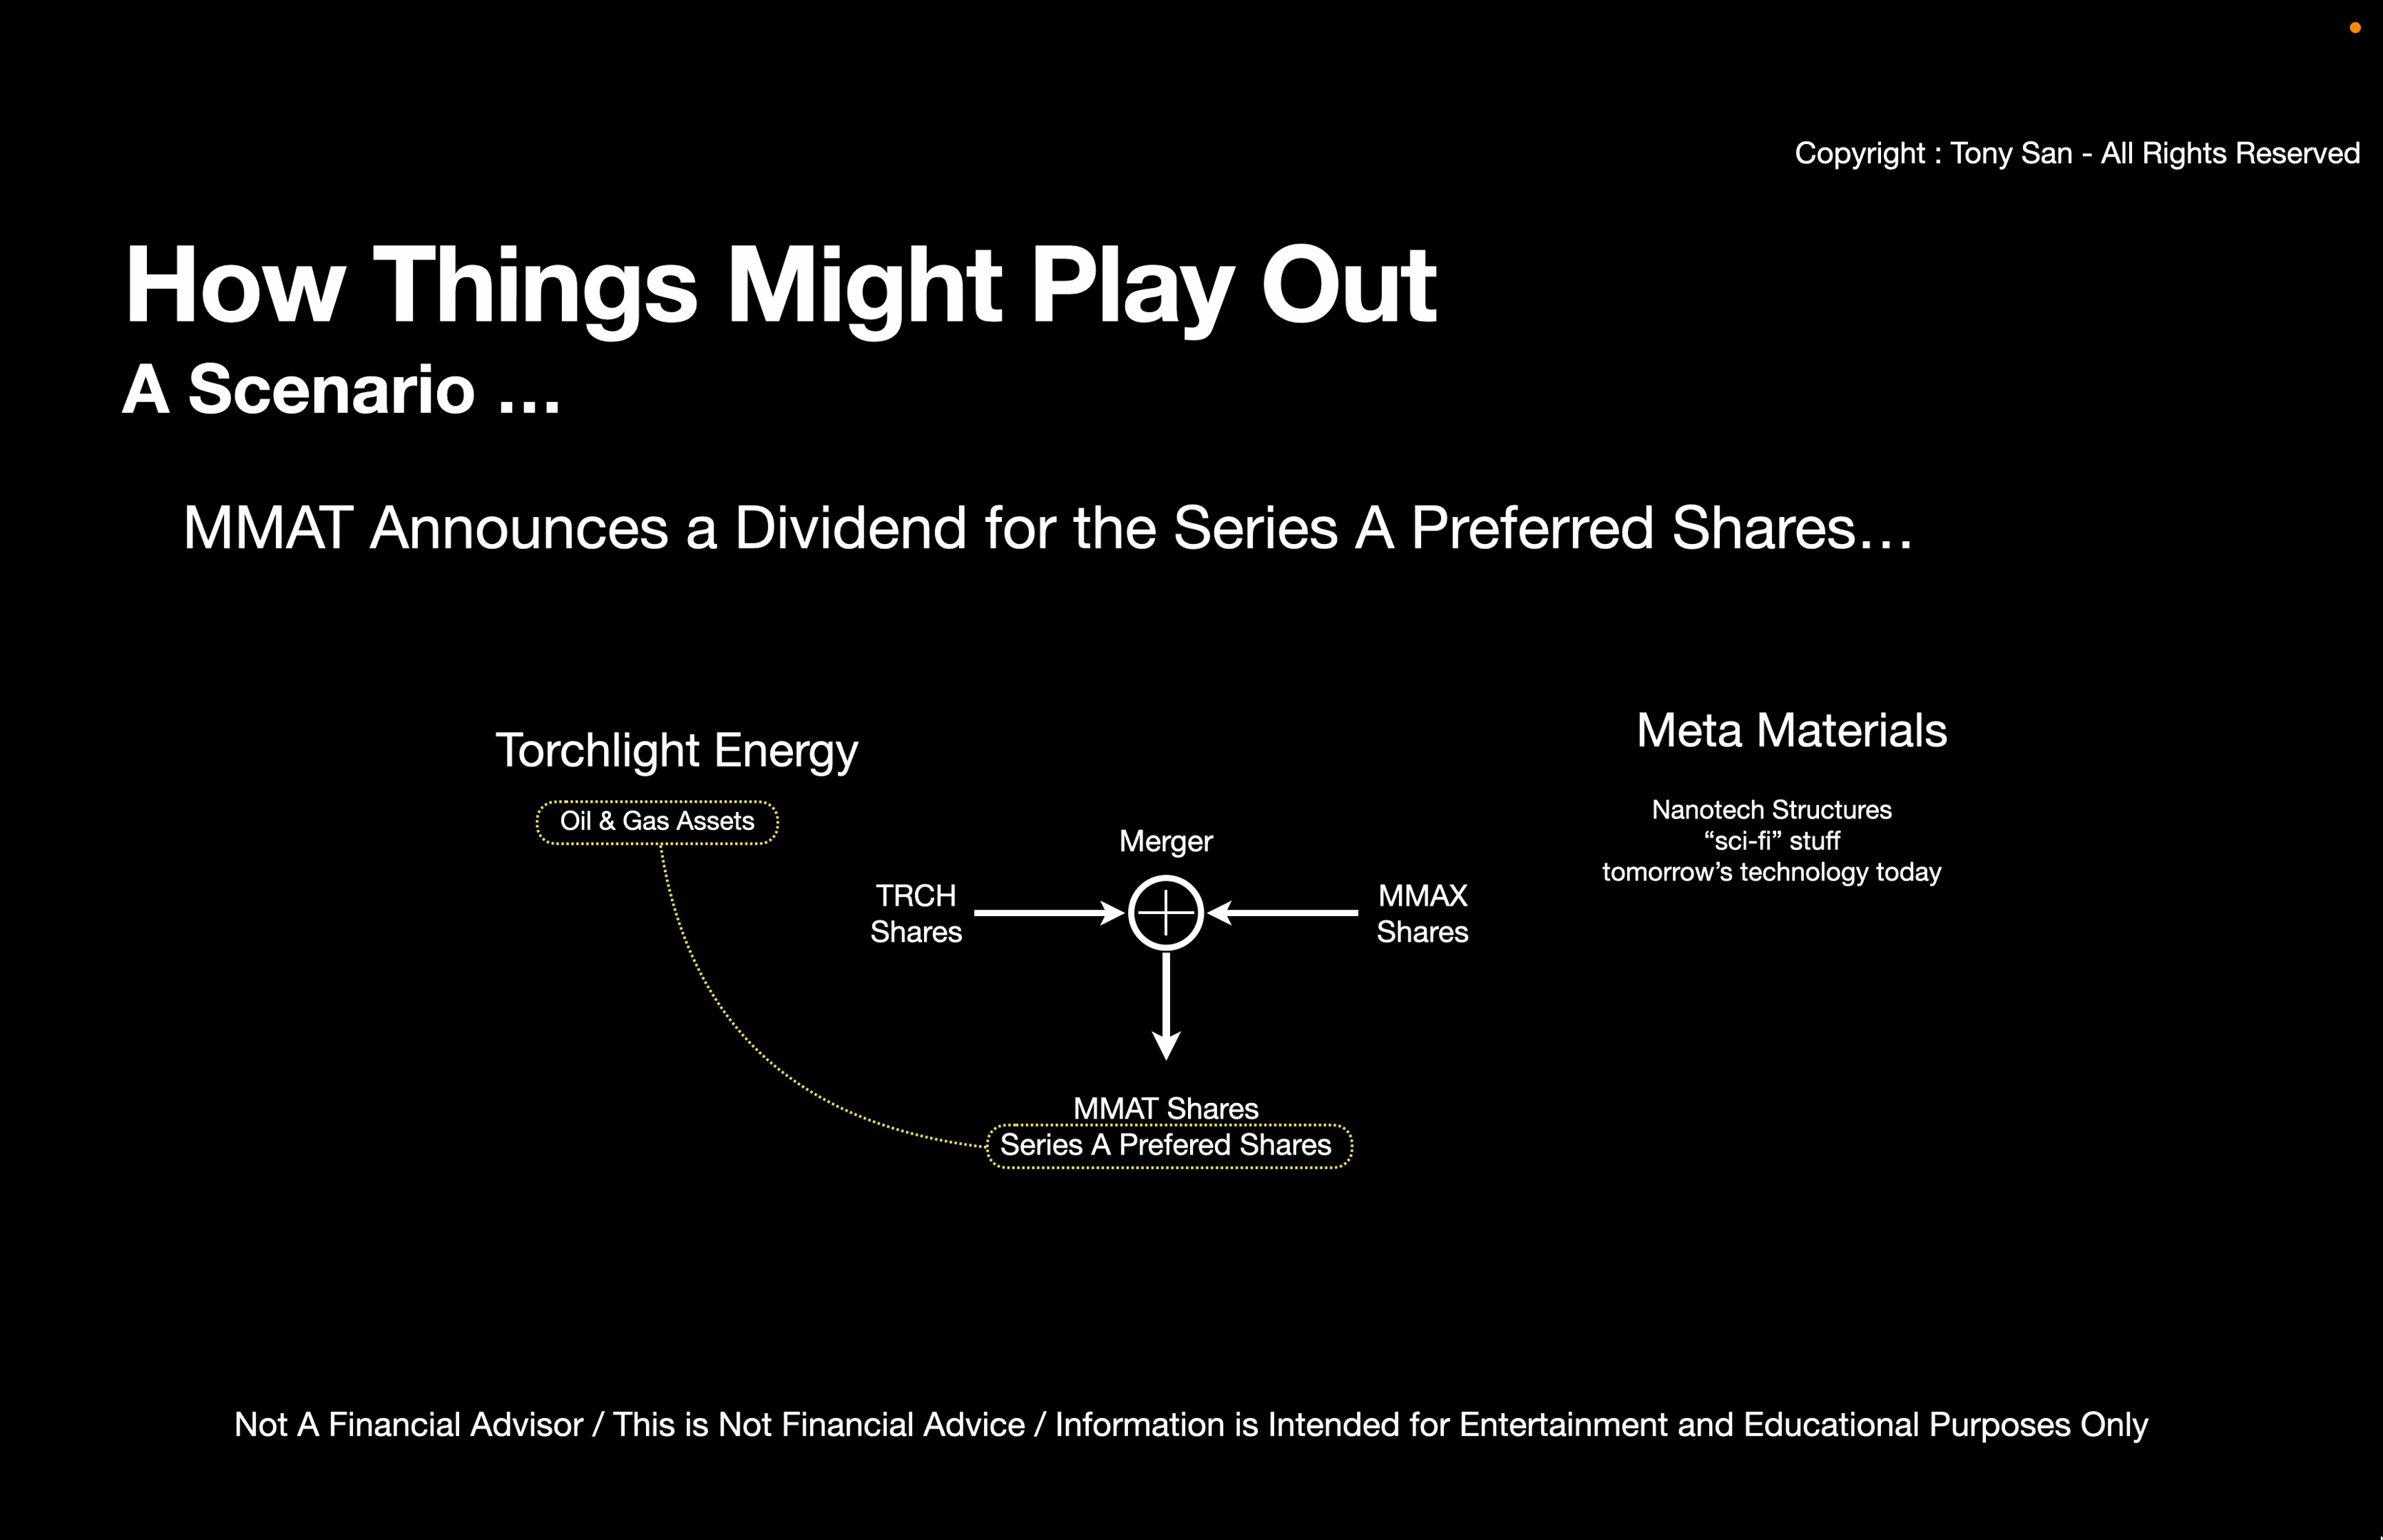 Copyright : Tony San - All Rights Reserved
How Things Might Play Out
A Scenario ...
MMAT Announces a Dividend for the Series A Preferred Shares...
Torchlight Energy
Oil & Gas Assets
Meta Materials
Nanotech Structures
“sci-fi” stuff
tomorrow’s technology today
Merger
TRCH
Shares
MMAX
Shares
MMAT Shares
Series A Prefered Shares
Not A Financial Advisor / This is Not Financial Advice / Information is Intended for Entertainment and Educational Purposes Only